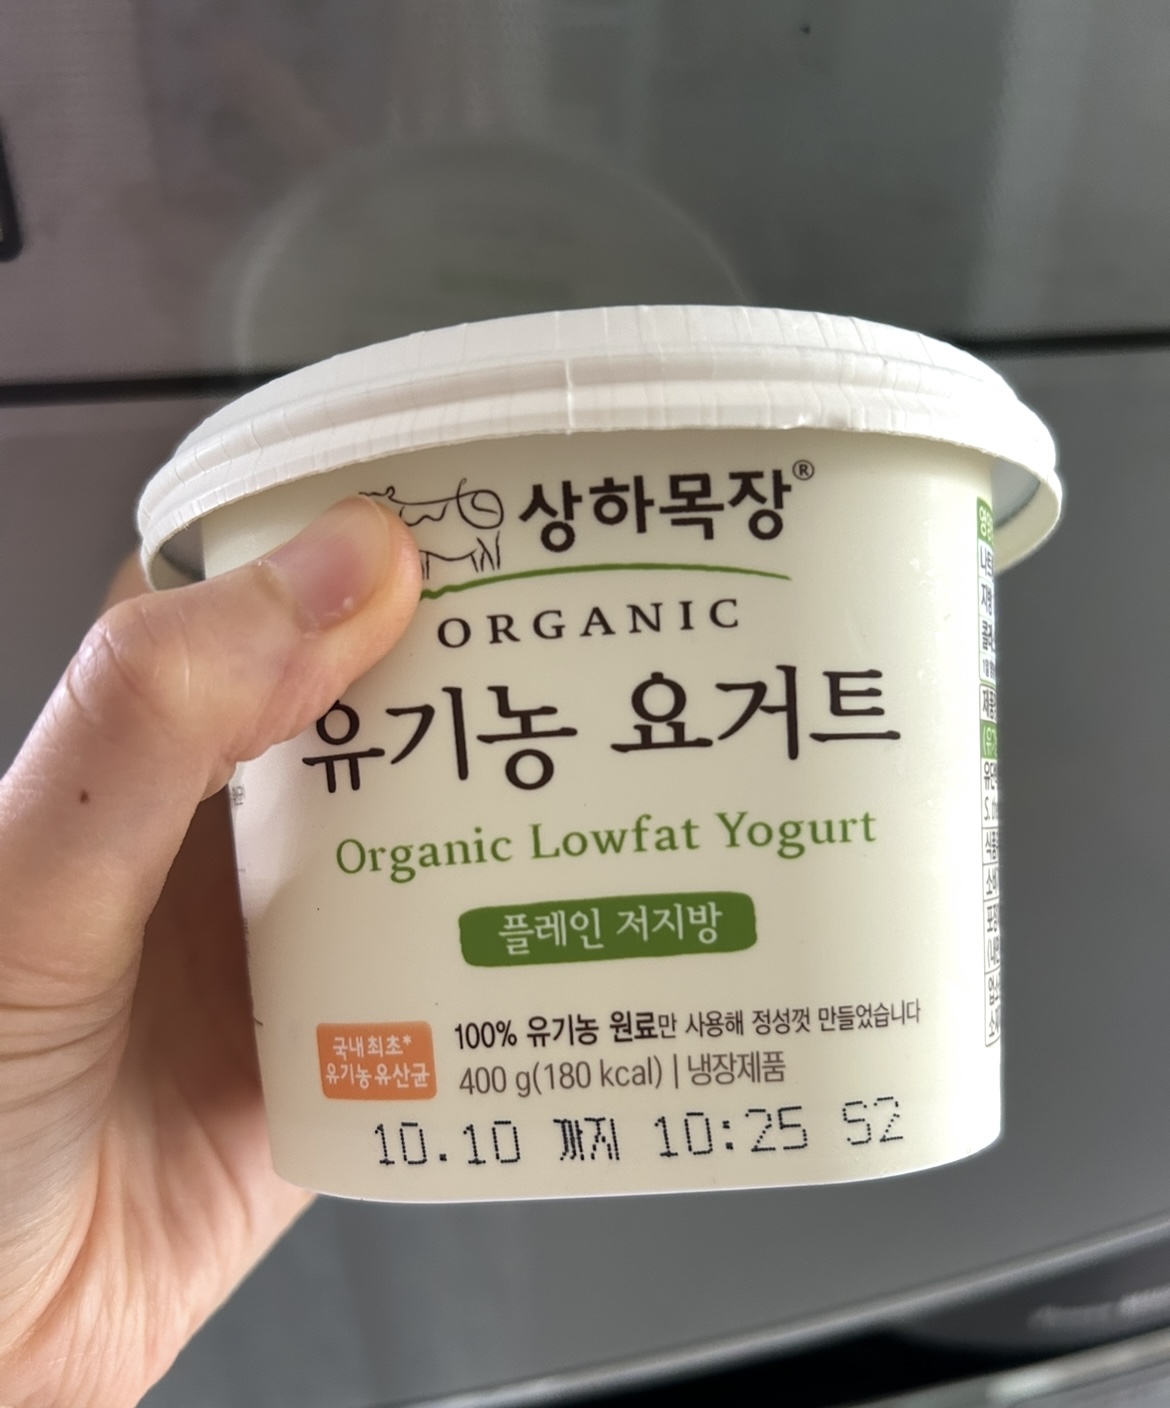 상하목장®
ORGANIC
유기농 요거트
Organic Lowfat Yogurt
플레인 저지방
국내최초*
유기농유산균
100% 유기농 원료만 사용해 정성껏 만들었습니다
400 g(180 kcal) | 냉장제품
10.10 까지 10:25 S2